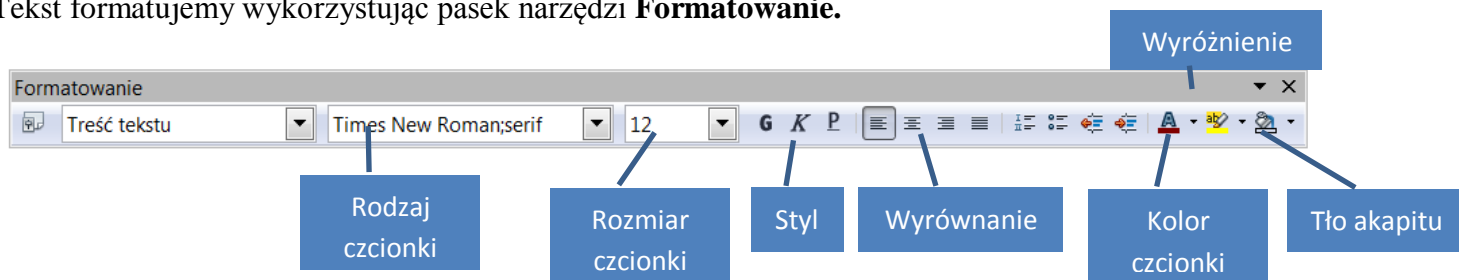 Tekst formatujemy wykorzystując pasek narzędzi Formatowanie.
Wyróżnienie
Formatowanie
Treść tekstu Times New Roman;serif 12 G K P
Rodzaj czcionki
Rozmiar czcionki
Styl
Wyrównanie
Kolor czcionki
Tło akapitu